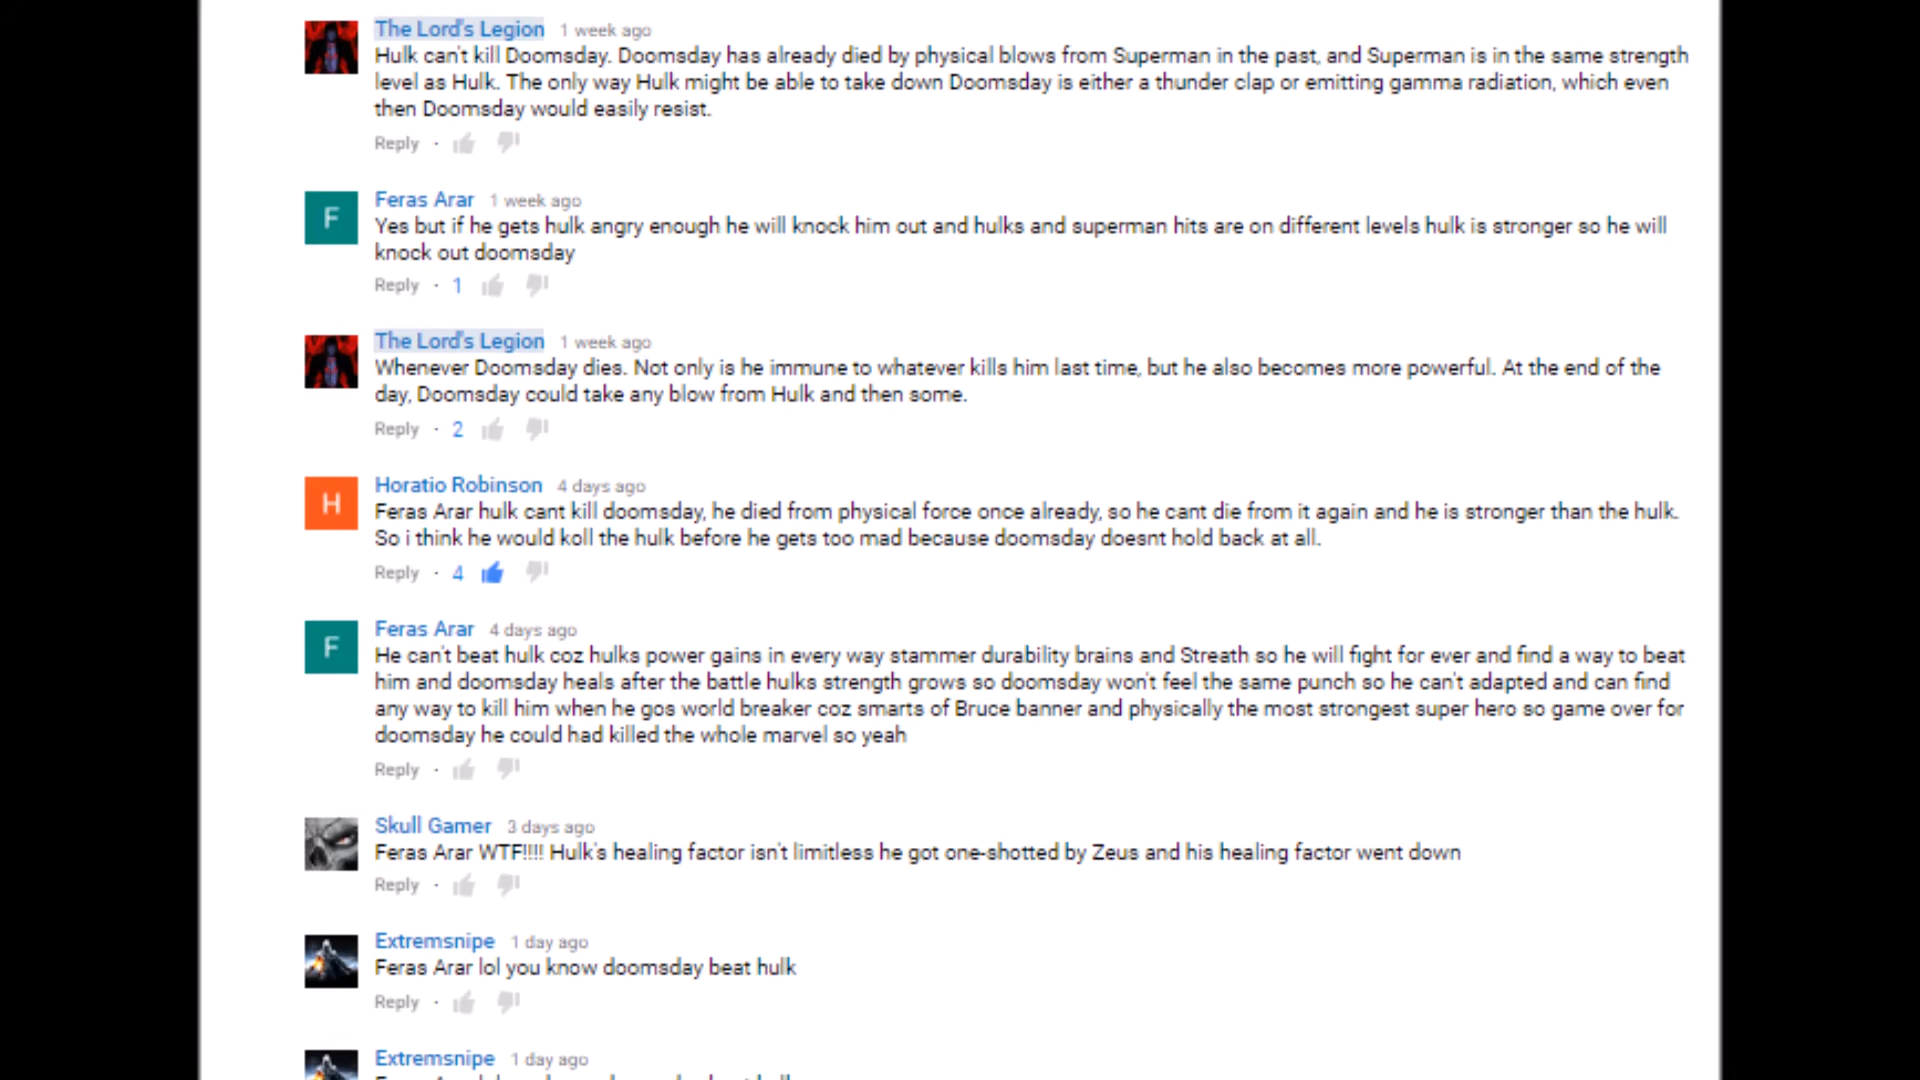 The Lord's Legion 1 week ago
Hulk can't kill Doomsday. Doomsday has already died by physical blows from Superman in the past, and Superman is in the same strength
level as Hulk. The only way Hulk might be able to take down Doomsday is either a thunder clap or emitting gamma radiation, which even
then Doomsday would easily resist.
Reply ·
F
Feras Arar 1 week ago
Yes but if he gets hulk angry enough he will knock him out and hulks and superman hits are on different levels hulk is stronger so he will
knock out doomsday
Reply · 1
The Lord's Legion 1 week ago
Whenever Doomsday dies. Not only is he immune to whatever kills him last time, but he also becomes more powerful. At the end of the
day, Doomsday could take any blow from Hulk and then some.
Reply · 2
H
Horatio Robinson 4 days ago
Feras Arar hulk cant kill doomsday, he died from physical force once already, so he cant die from it again and he is stronger than the hulk.
So i think he would koll the hulk before he gets too mad because doomsday doesnt hold back at all.
Reply · 4
F
Feras Arar 4 days ago
He can't beat hulk coz hulks power gains in every way stammer durability brains and Streath so he will fight for ever and find a way to beat
him and doomsday heals after the battle hulks strength grows so doomsday won't feel the same punch so he can't adapted and can find
any way to kill him when he gos world breaker coz smarts of Bruce banner and physically the most strongest super hero so game over for
doomsday he could had killed the whole marvel so yeah
Reply ·
Skull Gamer 3 days ago
Feras Arar WTF!!!! Hulk's healing factor isn't limitless he got one-shotted by Zeus and his healing factor went down
Reply ·
Extremsnipe 1 day ago
Feras Arar lol you know doomsday beat hulk
Reply ·
Extremsnipe 1 day ago